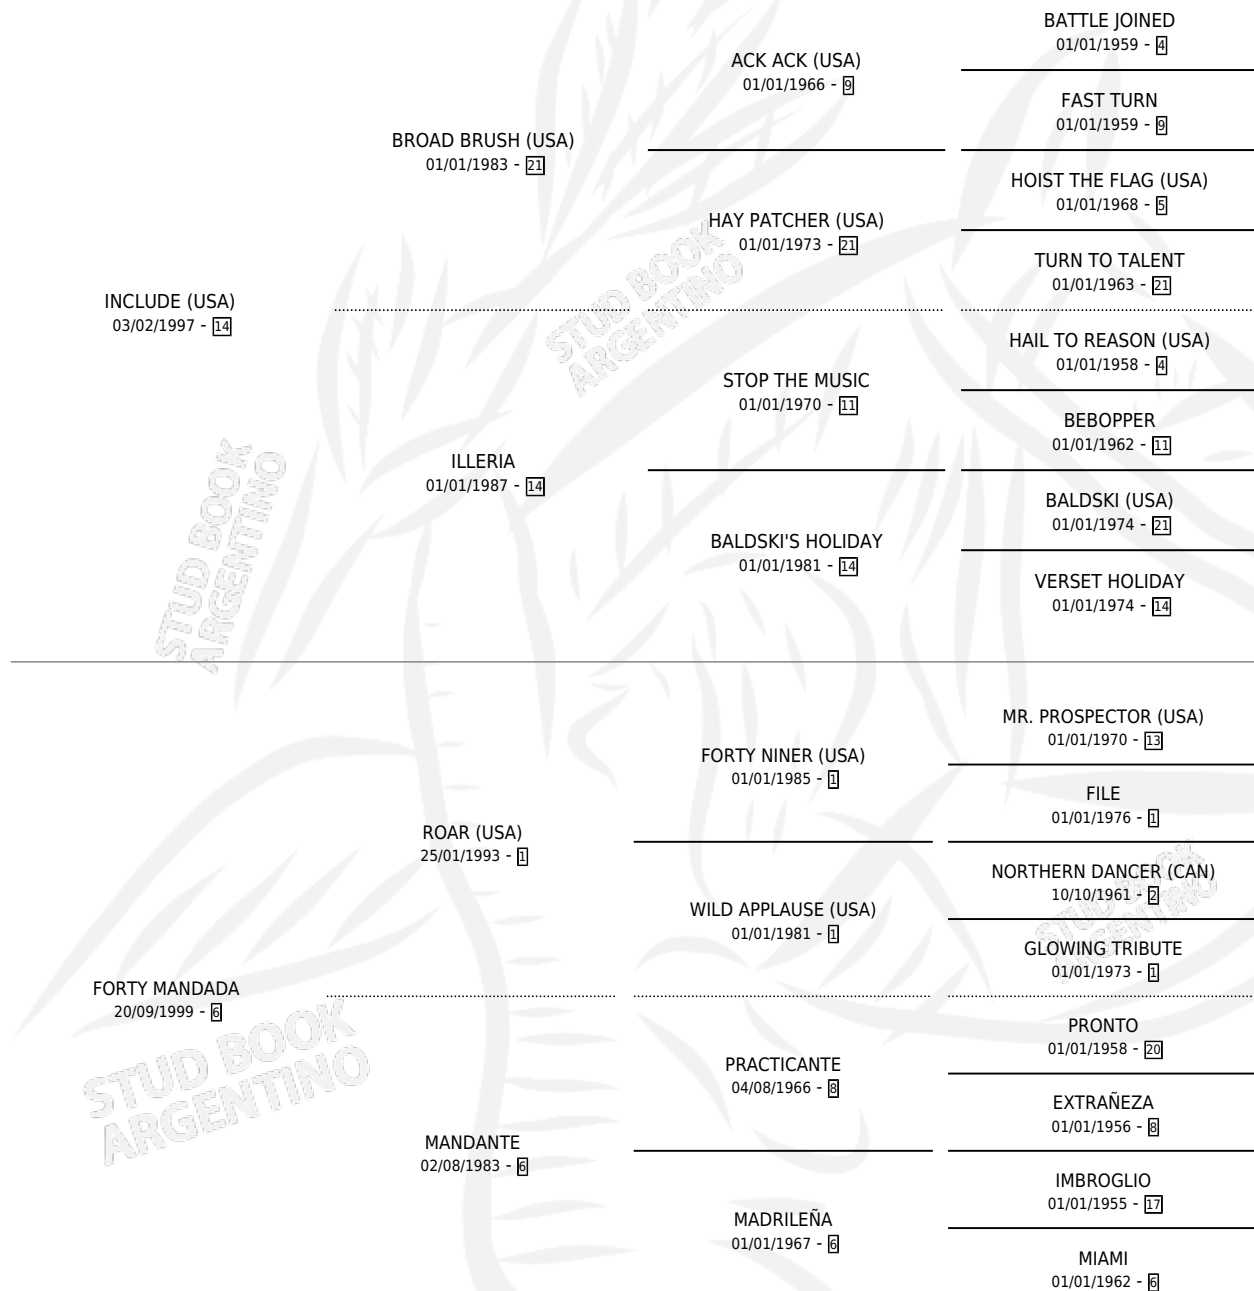 BATTLE JOINED
01/01/1959 - 4
ACK ACK (USA)
01/01/1966 - 9
FAST TURN
01/01/1959 - 9
BROAD BRUSH (USA)
01/01/1983 - 21
HOIST THE FLAG (USA)
01/01/1968 - 5
HAY PATCHER (USA)
01/01/1973 - 21
TURN TO TALENT
01/01/1963 - 21
INCLUDE (USA)
03/02/1997 - 14
HAIL TO REASON (USA)
01/01/1958 - 4
STOP THE MUSIC
01/01/1970 - 11
BEBOPPER
01/01/1962 - 11
ILLERIA
01/01/1987 - 14
BALDSKI (USA)
01/01/1974 - 21
BALDSKI'S HOLIDAY
01/01/1981 - 14
VERSET HOLIDAY
01/01/1974 - 14
STUD BOOK
ARGENTINO
STUD BOOK
ARGENTINO
MR. PROSPECTOR (USA)
01/01/1970 - 13
FORTY NINER (USA)
01/01/1985 - 1
FILE
01/01/1976 - 1
ROAR (USA)
25/01/1993 - 1
NORTHERN DANCER (CAN)
10/10/1961 - 2
WILD APPLAUSE (USA)
01/01/1981 - 1
GLOWING TRIBUTE
01/01/1973 - 1
FORTY MANDADA
20/09/1999 - 6
PRONTO
01/01/1958 - 20
PRACTICANTE
04/08/1966 - 8
EXTRAÑEZA
01/01/1956 - 8
MANDANTE
02/08/1983 - 6
IMBROGLIO
01/01/1955 - 17
MADRILEÑA
01/01/1967 - 6
MIAMI
01/01/1962 - 6
STUD BOOK
ARGENTINO
STUD BOOK
ARGENTINO